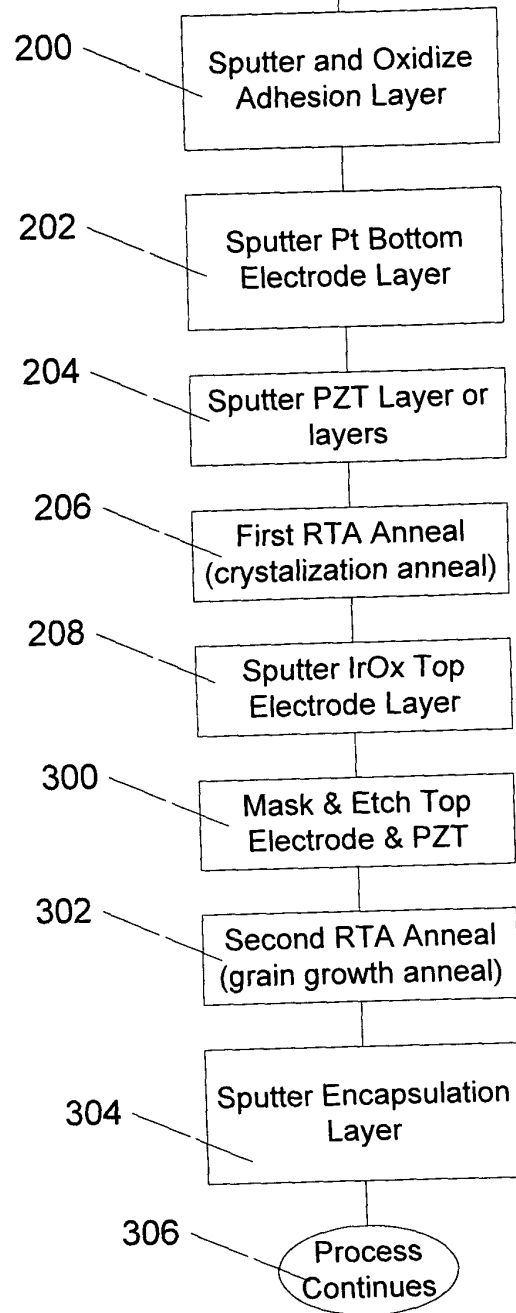 200
Sputter and Oxidize
Adhesion Layer
202
Sputter Pt Bottom
Electrode Layer
204
Sputter PZT Layer or
layers
206
First RTA Anneal
(crystalization anneal)
208
Sputter IrOx Top
Electrode Layer
300
Mask & Etch Top
Electrode & PZT
302
Second RTA Anneal
(grain growth anneal)
304
Sputter Encapsulation
Layer
306
Process
Continues